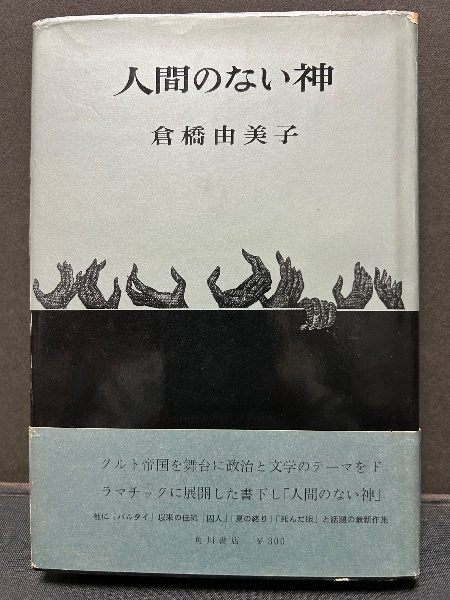 人間のない神
倉橋由美子
クルト帝国を舞台に政治と文学のテーマをド
ラマチックに展開した書下し「人間のない神」
他に「パルタイ」以来の佳篇「囚人」「夏の終り」「死んだ眼」と話題の最新作集
角川書店 ¥300